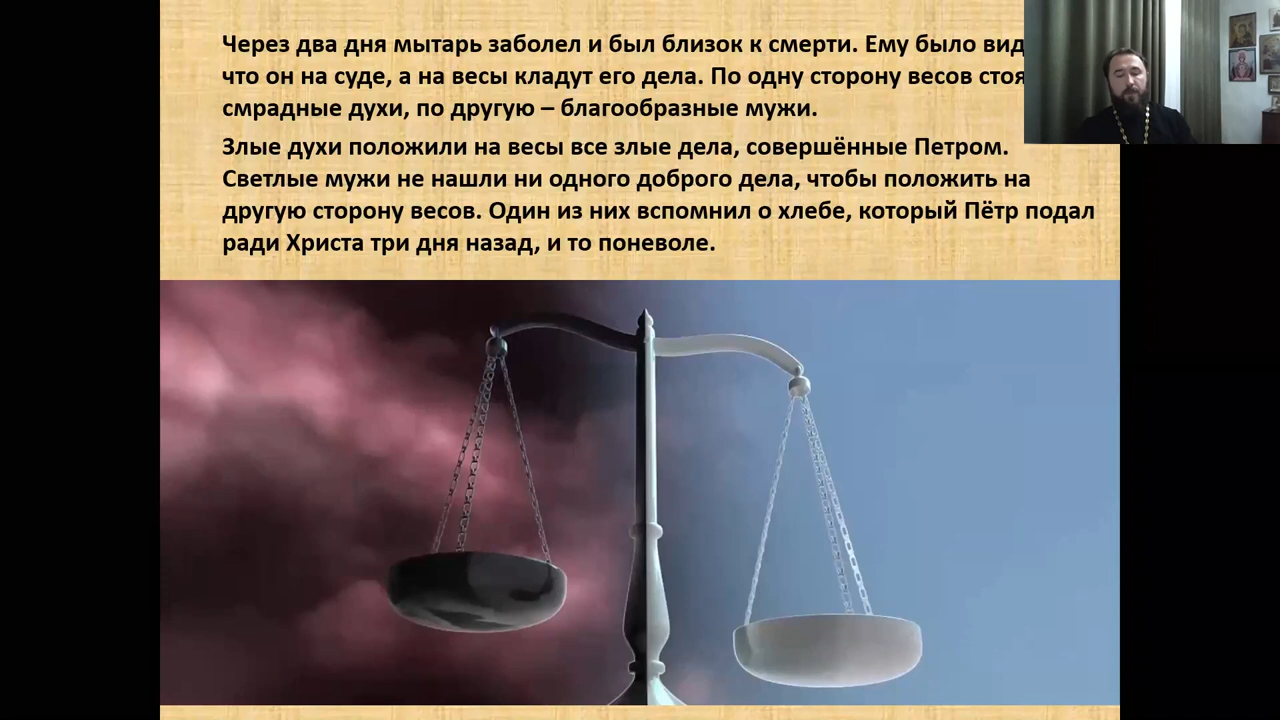 Через два дня мытарь заболел и был близок к смерти. Ему было
что он на суде, а на весы кладут его дела. По одну сторону весов
смрадные духи, по другую – благообразные мужи.
Злые духи положили на весы все злые дела, совершённые Петром.
Светлые мужи не нашли ни одного доброго дела, чтобы положить на
другую сторону весов. Один из них вспомнил о хлебе, который Пётр подал
ради Христа три дня назад, и то поневоле.